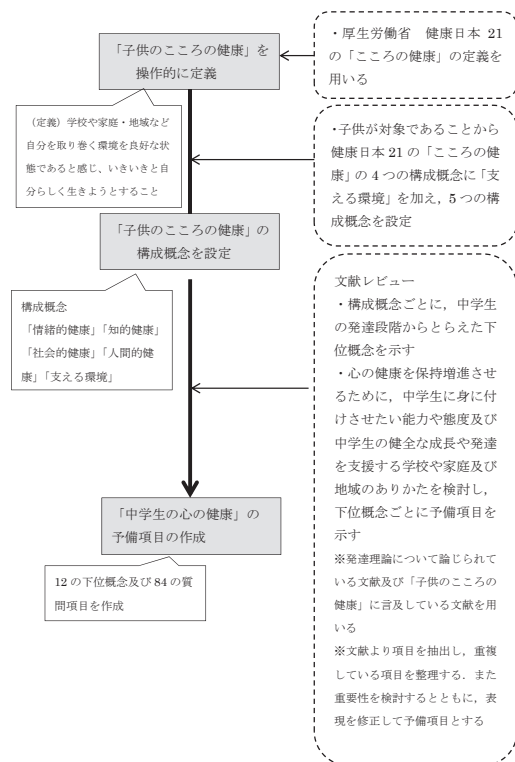 「子供のこころの健康」を
操作的に定義
・厚生労働省　健康日本 21
の「こころの健康」の定義を
用いる
（定義）学校や家庭・地域など
自分を取り巻く環境を良好な状
態であると感じ，いきいきと自
分らしく生きようとすること
・子供が対象であることから
健康日本 21 の「こころの健
康」の 4 つの構成概念に「支
える環境」を加え，5 つの構
成概念を設定
「子供のこころの健康」の
構成概念を設定
構成概念
「情緒的健康」「知的健康」
「社会的健康」「人間的健
康」「支える環境」
文献レビュー
・構成概念ごとに，中学生
の発達段階からとらえた下
位概念を示す
・心の健康を保持増進させ
るために，中学生に身に付
けさせたい能力や態度及び
中学生の健全な成長や発達
を支援する学校や家庭及び
地域のありかたを検討し，
下位概念ごとに予備項目を
示す
※発達理論について論じられ
ている文献及び「子供のこころの
健康」に言及している文献を用
いる
※文献より項目を抽出し，重複
している項目を整理する．また
重要性を検討するとともに，表
現を修正して予備項目とする
「中学生の心の健康」の
予備項目の作成
12 の下位概念及び 84 の質
問項目を作成